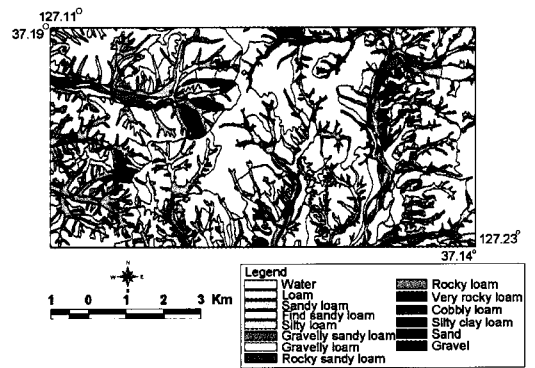 127.11°
37.19°
127.23°
37.14°
N
W E
S
1 0 1 2 3 Km
Legend
Water
Loam
Sandy loam
Find sandy loam
Silty loam
Gravelly sandy loam
Gravelly loam
Rocky sandy loam
Rocky loam
Very rocky loam
Cobbly loam
Silty clay loam
Sand
Gravel